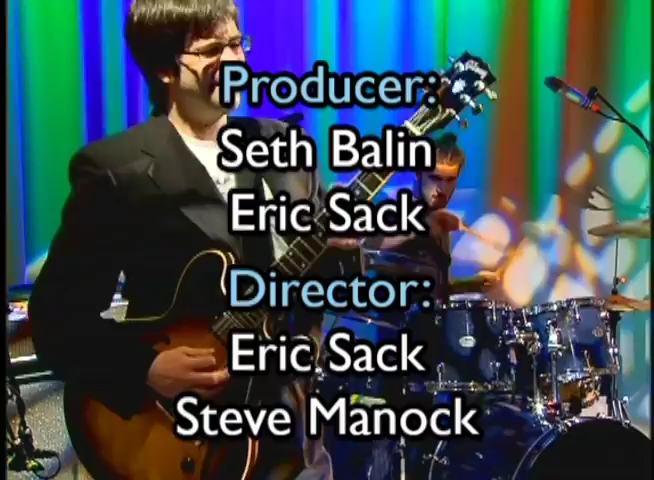 Producer:
Seth Balin
Eric Sack
Director:
Eric Sack
Steve Manock